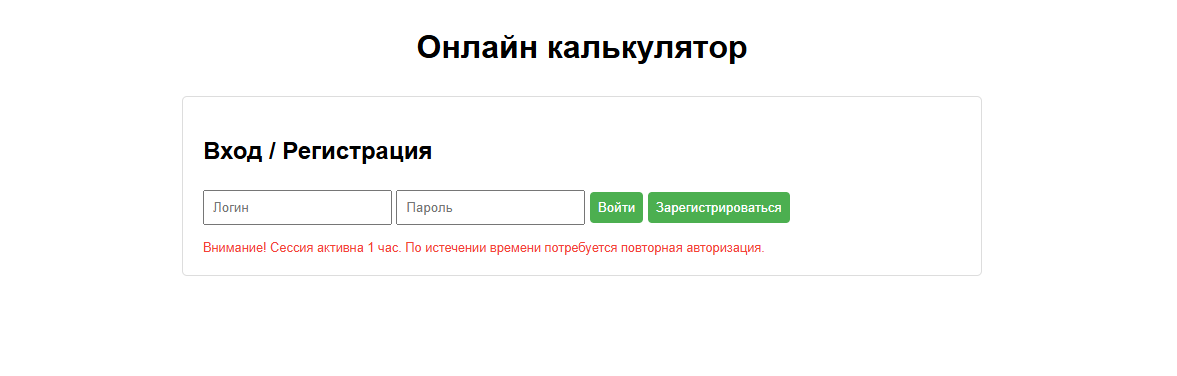 Онлайн калькулятор
Вход / Регистрация
Логин Пароль Войти Зарегистрироваться
Внимание! Сессия активна 1 час. По истечении времени потребуется повторная авторизация.